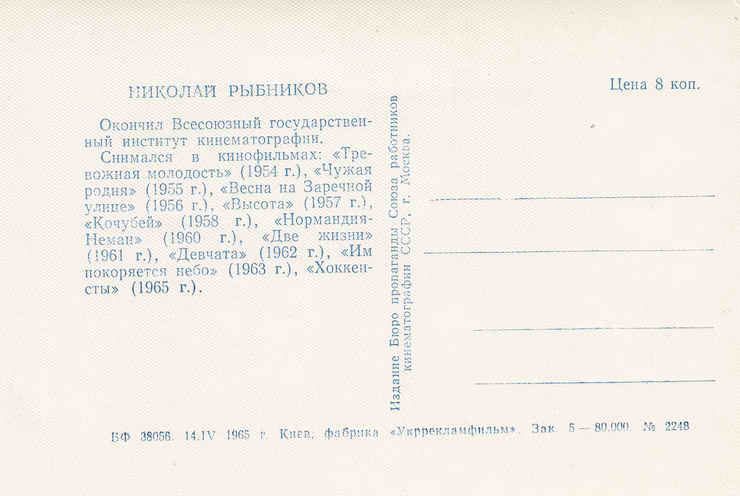 НИКОЛАЙ РЫБНИКОВ
Окончил Всесоюзный государствен-
ный институт кинематографии.
Снимался в кинофильмах: «Тре-
вожная молодость» (1954 г.), «Чужая
родня» (1955 г.), «Весна на Заречной
улице» (1956 г.), «Высота» (1957 г.),
«Кочубей» (1958 г.), «Нормандия-
Неман» (1960 г.), «Две жизни»
(1961 г.), «Девчата» (1962 г.), «Им
покоряется небо» (1963 г.), «Хоккеи-
сты» (1965 г.).
Издание Бюро пропаганды Союза работников
кинематографии СССР, г. Москва.
Цена 8 коп.
БФ 38056. 14.IV 1965 г. Киев, фабрика «Укррекламфильм». Зак. 5—80.000. № 2248